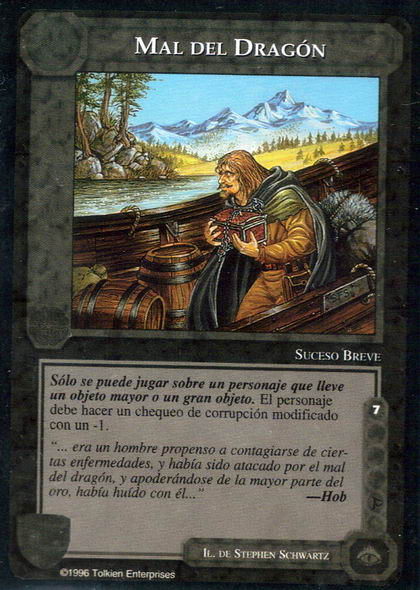 MAL DEL DRAGÓN
SFS
SUCESO BREVE
Sólo se puede jugar sobre un personaje que lleve
un objeto mayor o un gran objeto. El personaje
debe hacer un chequeo de corrupción modificado
con un -1.
7
"... era un hombre propenso a contagiarse de cier-
tas enfermedades, y había sido atacado por el mal
del dragón, y apoderándose de la mayor parte del
oro, había huído con él..."
—Hob
IL. DE STEPHEN SCHWARTZ
©1996 Tolkien Enterprises